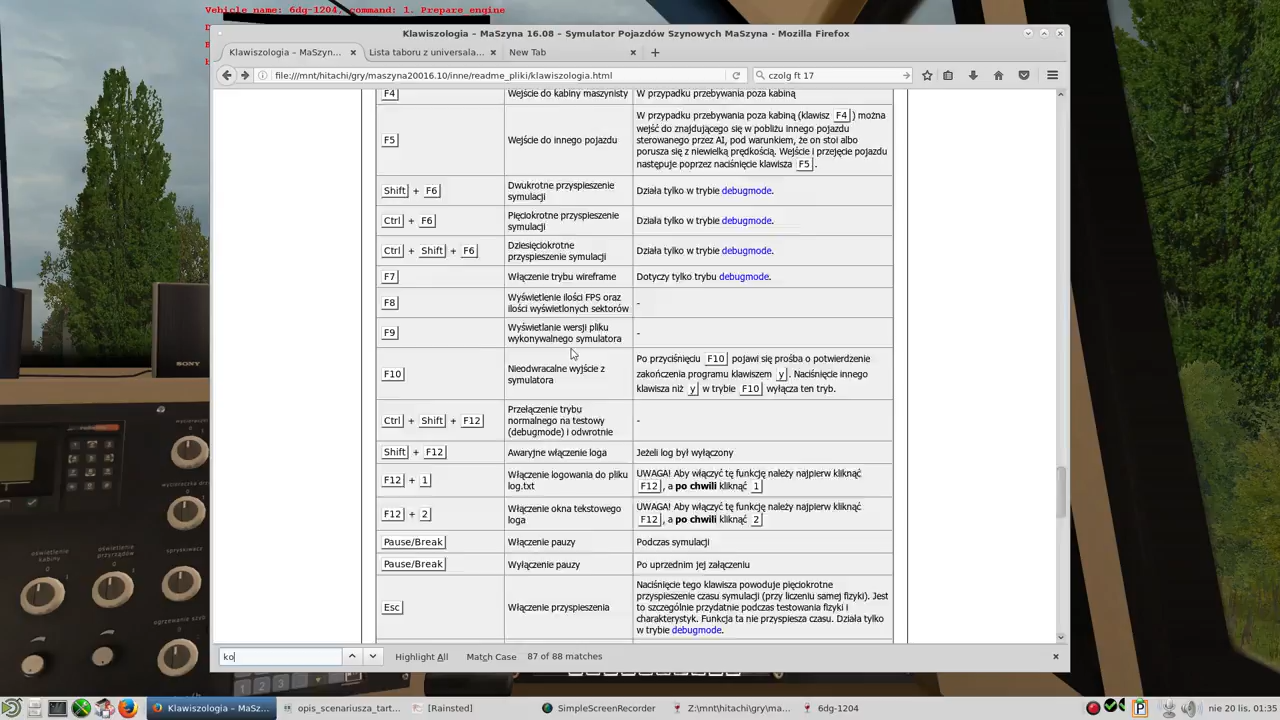 Vehicle name: 6dg-1204, command: 1. Prepare engine
Klawiszologia – MaSzyna 16.08 – Symulator Pojazdów Szynowych MaSzyna - Mozilla Firefox
Klawiszologia – MaSzyn...
Lista taboru z universala...
New Tab
file:///mnt/hitachi/gry/maszyna20016.10/inne/readme_pliki/klawiszologia.html
czolg ft 17
F4
Wejście do kabiny maszynisty
W przypadku przebywania poza kabiną
F5
Wejście do innego pojazdu
W przypadku przebywania poza kabiną (klawisz F4) można
wejść do znajdującego się w pobliżu innego pojazdu
sterowanego przez AI, pod warunkiem, że on stoi albo
porusza się z niewielką prędkością. Wejście i przejęcie pojazdu
następuje poprzez naciśnięcie klawisza F5.
Shift + F6
Dwukrotne przyspieszenie
symulacji
Działa tylko w trybie debugmode.
Ctrl + F6
Pięciokrotne przyspieszenie
symulacji
Działa tylko w trybie debugmode.
Ctrl + Shift + F6
Dziesięciokrotne
przyspieszenie symulacji
Działa tylko w trybie debugmode.
F7
Włączenie trybu wireframe
Dotyczy tylko trybu debugmode.
F8
Wyświetlenie ilości FPS oraz
ilości wyświetlonych sektorów
-
F9
Wyświetlanie wersji pliku
wykonywalnego symulatora
-
F10
Nieodwracalne wyjście z
symulatora
Po przyciśnięciu F10 pojawi się prośba o potwierdzenie
zakończenia programu klawiszem y. Naciśnięcie innego
klawisza niż y w trybie F10 wyłącza ten tryb.
Ctrl + Shift + F12
Przełączenie trybu
normalnego na testowy
(debugmode) i odwrotnie
-
Shift + F12
Awaryjne włączenie loga
Jeżeli log był wyłączony
F12 + 1
Włączenie logowania do pliku
log.txt
UWAGA! Aby włączyć tę funkcję należy najpierw kliknąć
F12, a po chwili kliknąć 1
F12 + 2
Włączenie okna tekstowego
loga
UWAGA! Aby włączyć tę funkcję należy najpierw kliknąć
F12, a po chwili kliknąć 2
Pause/Break
Włączenie pauzy
Podczas symulacji
Pause/Break
Wyłączenie pauzy
Po uprzednim jej załączeniu
Esc
Włączenie przyspieszenia
Naciśnięcie tego klawisza powoduje pięciokrotne
przyspieszenie czasu symulacji (przy liczeniu samej fizyki). Jest
to szczególnie przydatnie podczas testowania fizyki i
charakterystyk. Funkcja ta nie przyspiesza czasu. Działa tylko
w trybie debugmode.
SONY
oświetlenie
kabiny
oświetlenie
przyrządów
spryskiwacz
ogrzewanie szyb
ko
Highlight All
Match Case
87 of 88 matches
1 2 3
Klawiszologia – MaSz...
opis_scenariusza_tart...
[Rainsted]
SimpleScreenRecorder
Z:\mnt\hitachi\gry\ma...
6dg-1204
nie 20 lis, 01:35